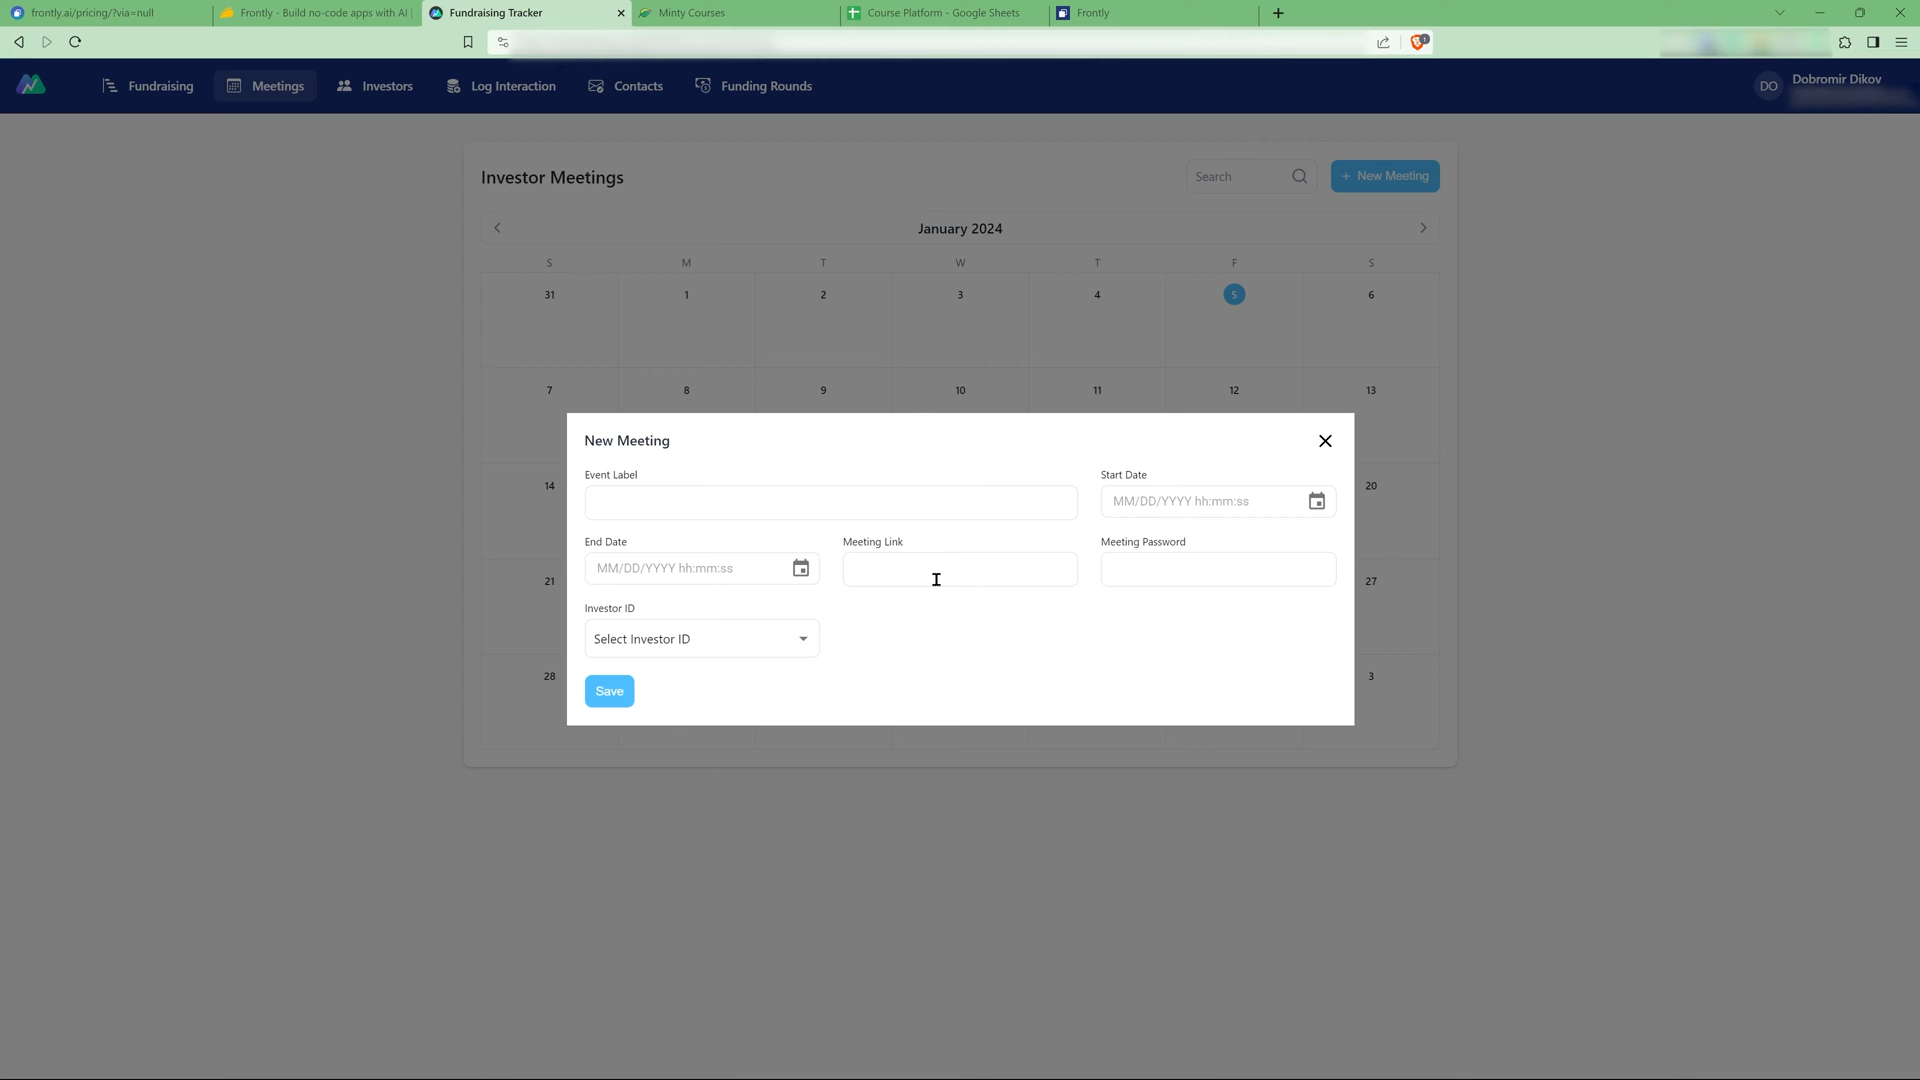 frontly.ai/pricing/?via=null
Frontly - Build no-code apps with AI |
Fundraising Tracker
Minty Courses
Course Platform - Google Sheets
Frontly
1
Fundraising
Meetings
Investors
Log Interaction
Contacts
Funding Rounds
DO
Dobromir Dikov
Investor Meetings
Search
+ New Meeting
January 2024
S M T W T F S
31 1 2 3 4 5 6
7 8 9 10 11 12 13
14
20
21
27
28
3
New Meeting
Event Label
Start Date
MM/DD/YYYY hh:mm:ss
End Date
Meeting Link
Meeting Password
MM/DD/YYYY hh:mm:ss
Investor ID
Select Investor ID
Save